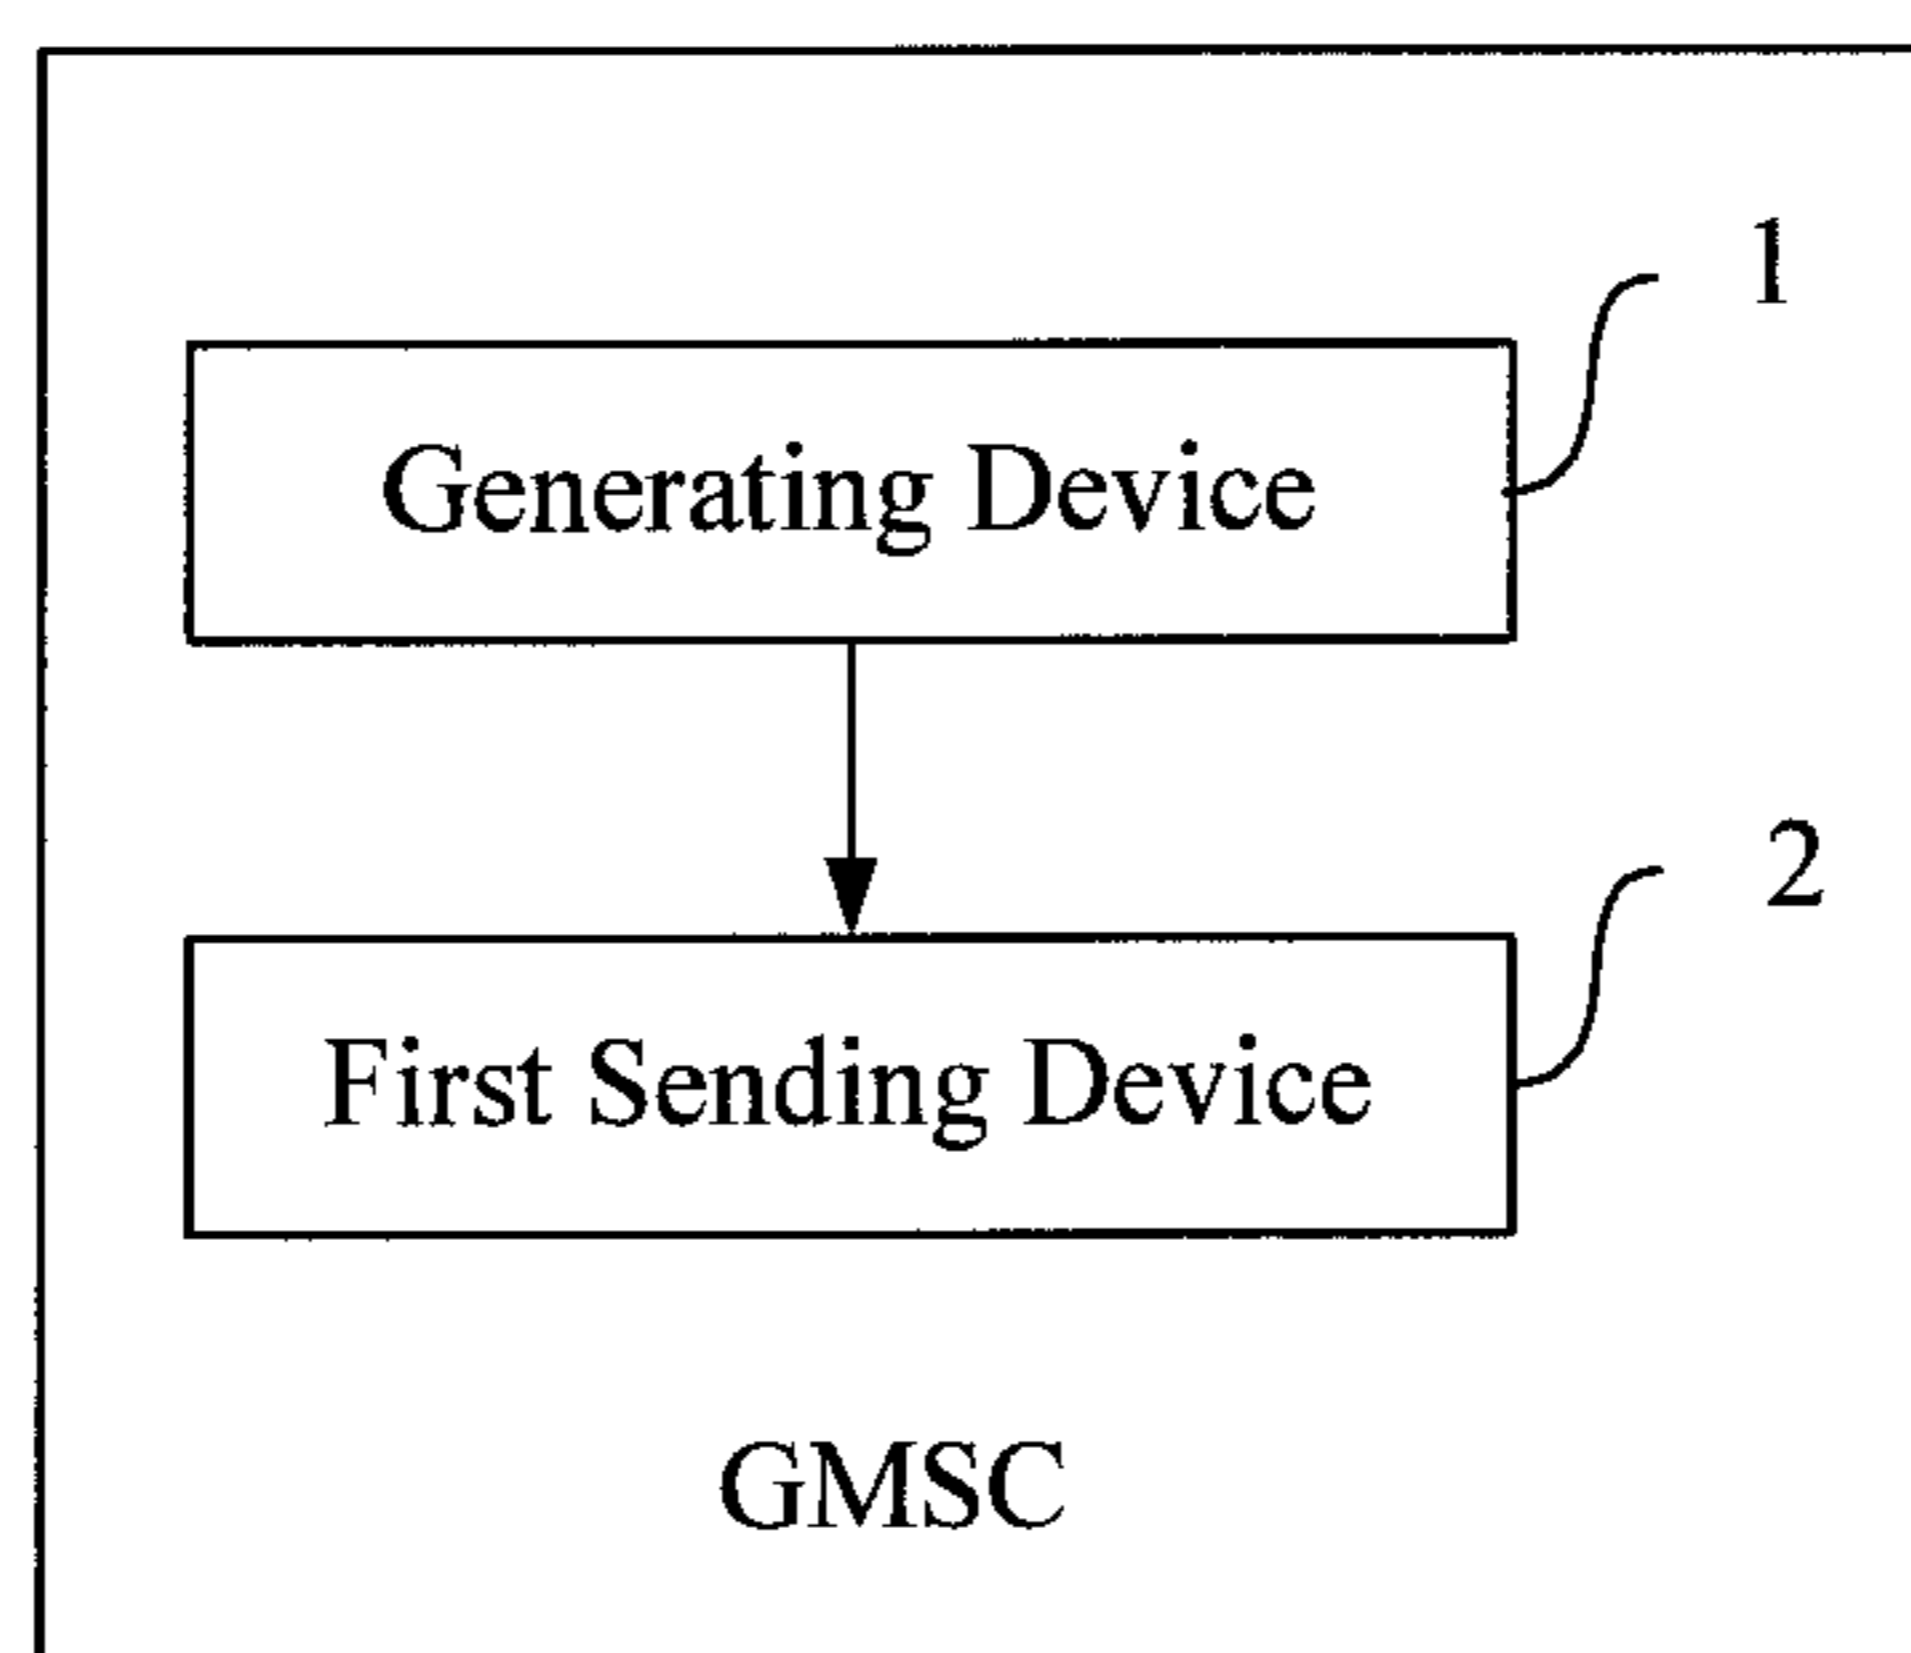 1
Generating Device
2
First Sending Device
GMSC